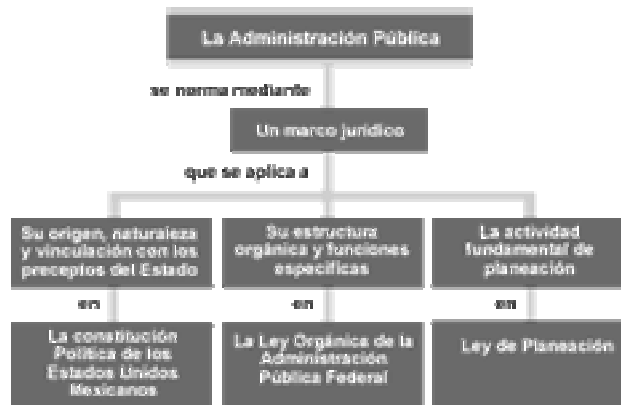 La Administración Pública
se norma mediante
Un marco jurídico
que se aplica a
Su origen, naturaleza
y vinculación con los
preceptos del Estado
Su estructura
orgánica y funciones
específicas
La actividad
fundamental de
planeación
en
en
en
La constitución
Política de los
Estados Unidos
Mexicanos
La Ley Orgánica de la
Administración
Pública Federal
Ley de Planeación